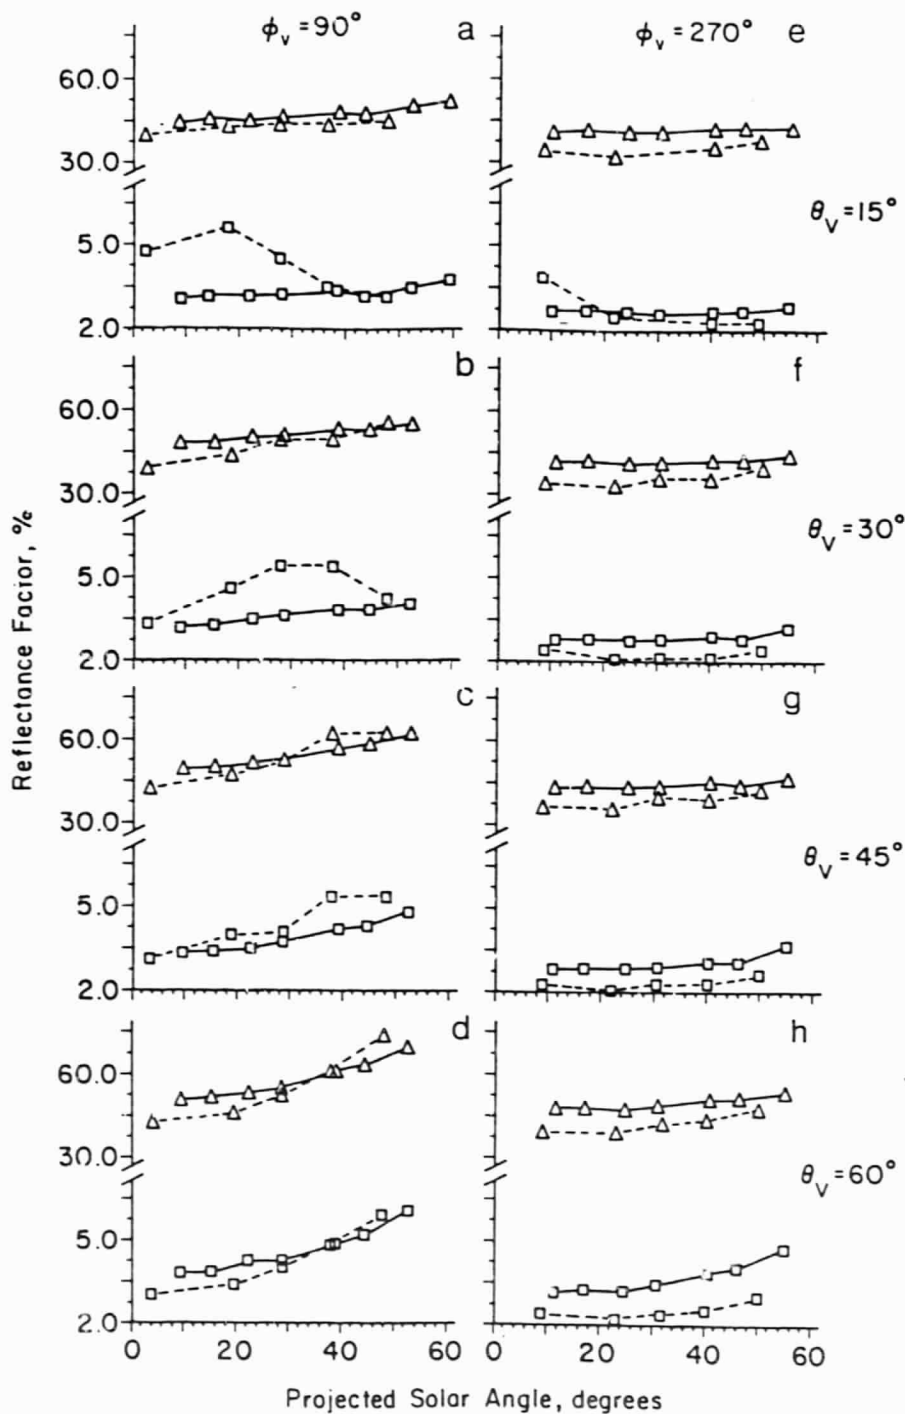 ϕv = 90° a
ϕv = 270° e
60.0
30.0
5.0
2.0
θv = 15°
b
f
60.0
30.0
5.0
2.0
θv = 30°
Reflectance Factor, %
c
g
60.0
30.0
5.0
2.0
θv = 45°
d
h
60.0
30.0
5.0
2.0
θv = 60°
0 20 40 60 0 20 40 60
Projected Solar Angle, degrees